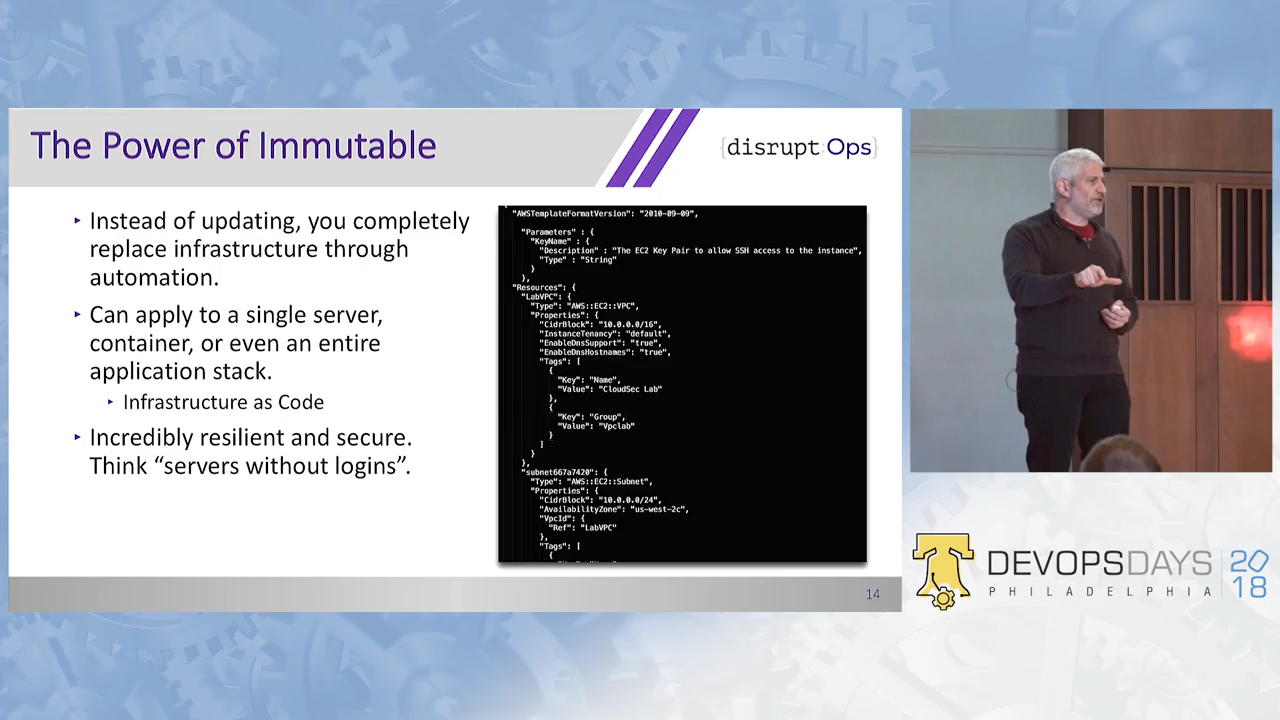 The Power of Immutable
{disrupt:Ops}
‣ Instead of updating, you completely
replace infrastructure through
automation.
‣ Can apply to a single server,
container, or even an entire
application stack.
‣ Infrastructure as Code
‣ Incredibly resilient and secure.
Think “servers without logins”.
"AWSTemplateFormatVersion": "2010-09-09",
"Parameters" : {
"KeyName" : {
"Description" : "The EC2 Key Pair to allow SSH access to the instance",
"Type" : "String"
}
},
"Resources": {
"LabVPC": {
"Type": "AWS::EC2::VPC",
"Properties": {
"CidrBlock": "10.0.0.0/16",
"InstanceTenancy": "default",
"EnableDnsSupport": "true",
"EnableDnsHostnames": "true",
"Tags": [
{
"Key": "Name",
"Value": "CloudSec Lab"
},
{
"Key": "Group",
"Value": "Vpclab"
}
]
}
},
"subnet667a7420": {
"Type": "AWS::EC2::Subnet",
"Properties": {
"CidrBlock": "10.0.0.0/24",
"AvailabilityZone": "us-west-2c",
"VpcId": {
"Ref": "LabVPC"
},
"Tags": [
{
14
DEVOPSDAYS
PHILADELPHIA
20
18